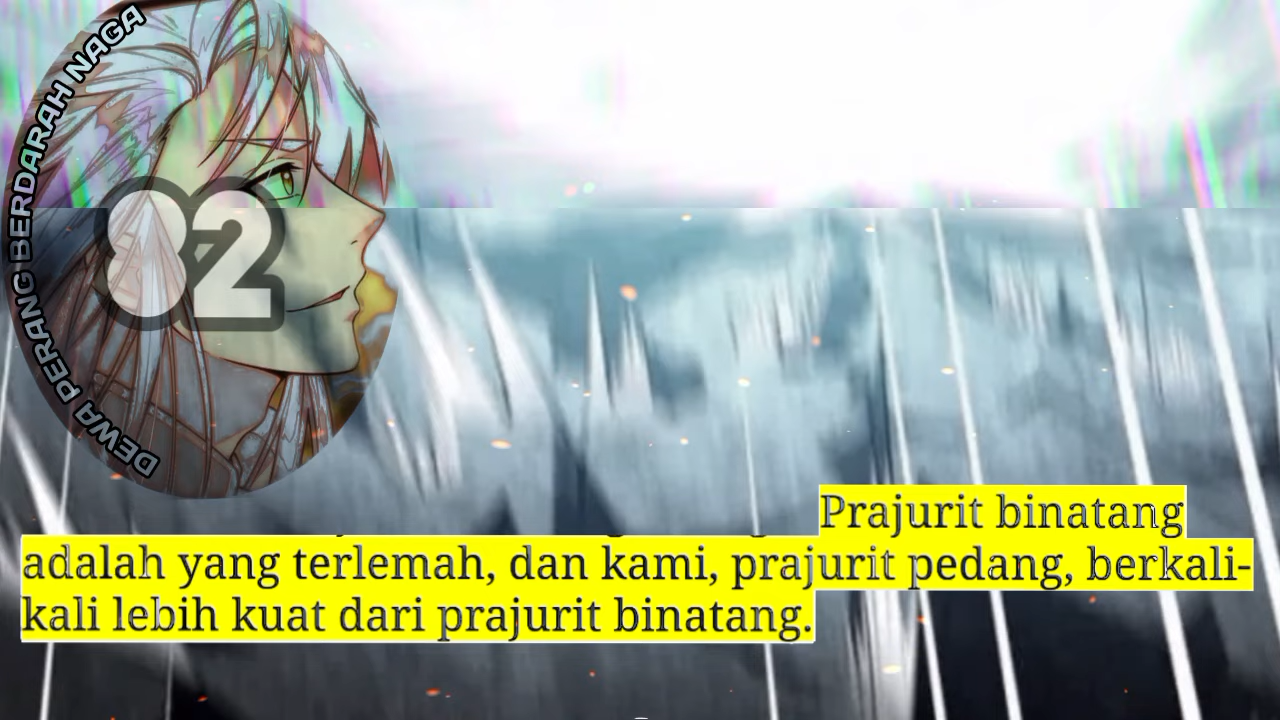 DEWA PERANG BERDARAH NAGA
82
Prajurit binatang
adalah yang terlemah, dan kami, prajurit pedang, berkali-
kali lebih kuat dari prajurit binatang.